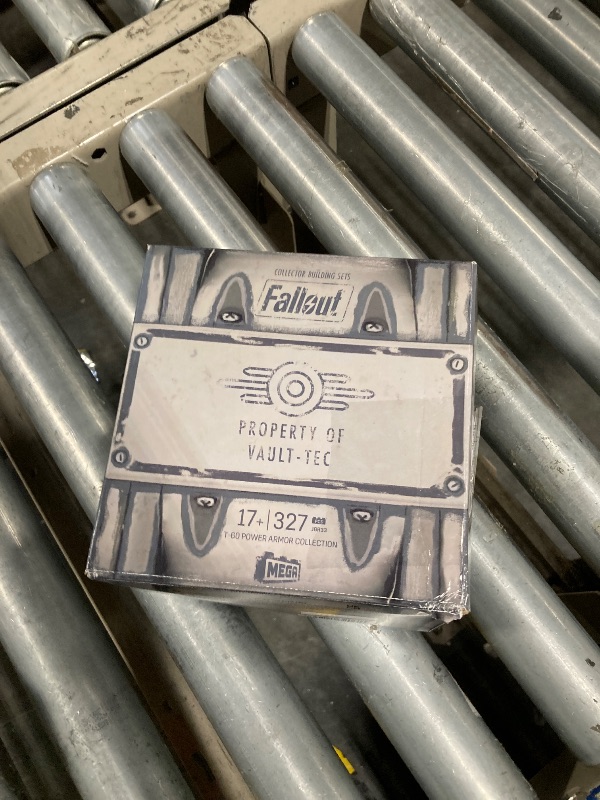 COLLECTOR BUILDING SETS
Fallout
PROPERTY OF
VAULT-TEC
17+ 327
T-60 POWER ARMOR COLLECTION
MEGA